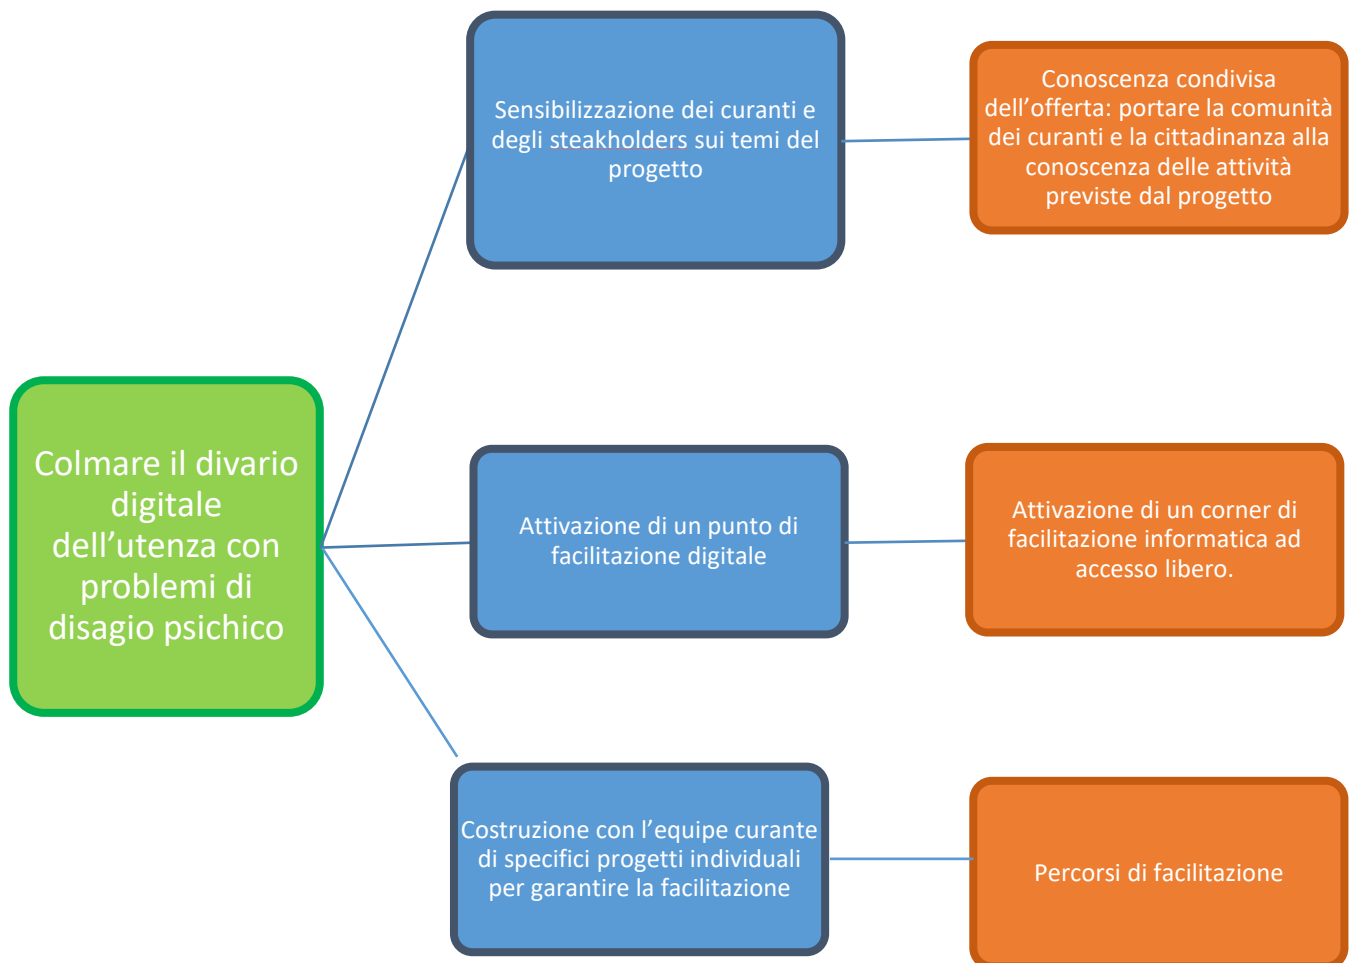 Sensibilizzazione dei curanti e
degli steakholders sui temi del
progetto
Conoscenza condivisa
dell’offerta: portare la comunità
dei curanti e la cittadinanza alla
conoscenza delle attività
previste dal progetto
Colmare il divario
digitale
dell’utenza con
problemi di
disagio psichico
Attivazione di un punto di
facilitazione digitale
Attivazione di un corner di
facilitazione informatica ad
accesso libero.
Costruzione con l’equipe curante
di specifici progetti individuali
per garantire la facilitazione
Percorsi di facilitazione